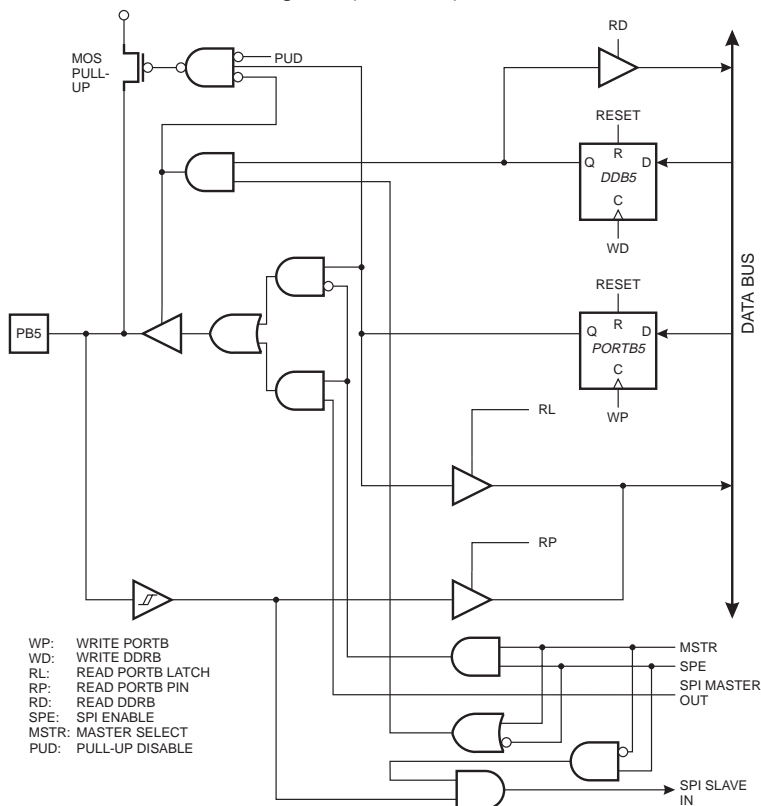 RD
MOS
PULL-
UP
PUD
RESET
R
Q
D
DDB5
C
WD
RESET
R
Q
D
PORTB5
C
WP
PB5
DATA BUS
RL
RP
WP: WRITE PORTB
WD: WRITE DDRB
RL: READ PORTB LATCH
RP: READ PORTB PIN
RD: READ DDRB
SPE: SPI ENABLE
MSTR: MASTER SELECT
PUD: PULL-UP DISABLE
MSTR
SPE
SPI MASTER
OUT
SPI SLAVE
IN